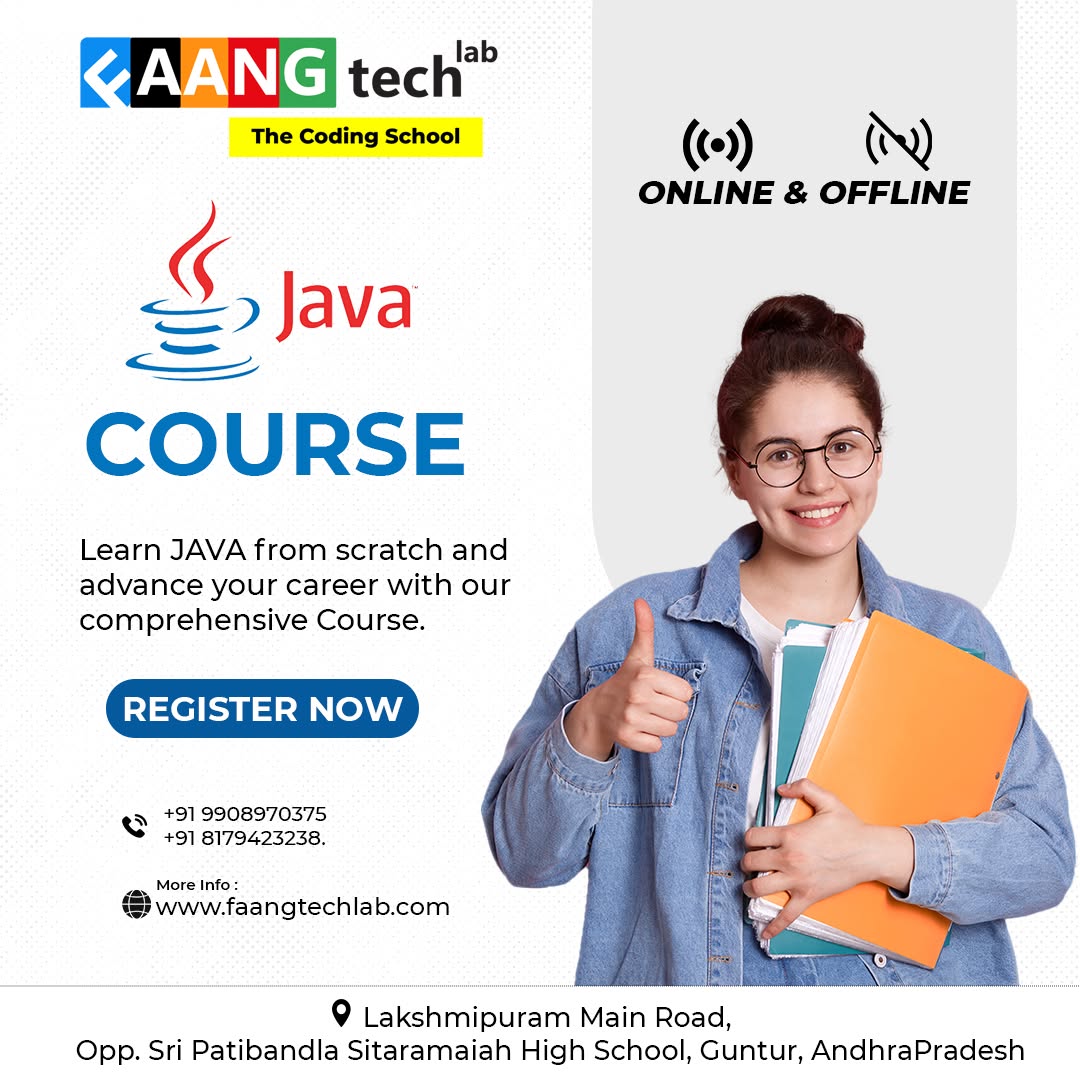 FAANG tech lab
The Coding School
ONLINE & OFFLINE
Java™
COURSE
Learn JAVA from scratch and
advance your career with our
comprehensive Course.
REGISTER NOW
+91 9908970375
+91 8179423238.
More Info :
www.faangtechlab.com
Lakshmipuram Main Road,
Opp. Sri Patibandla Sitaramaiah High School, Guntur, AndhraPradesh